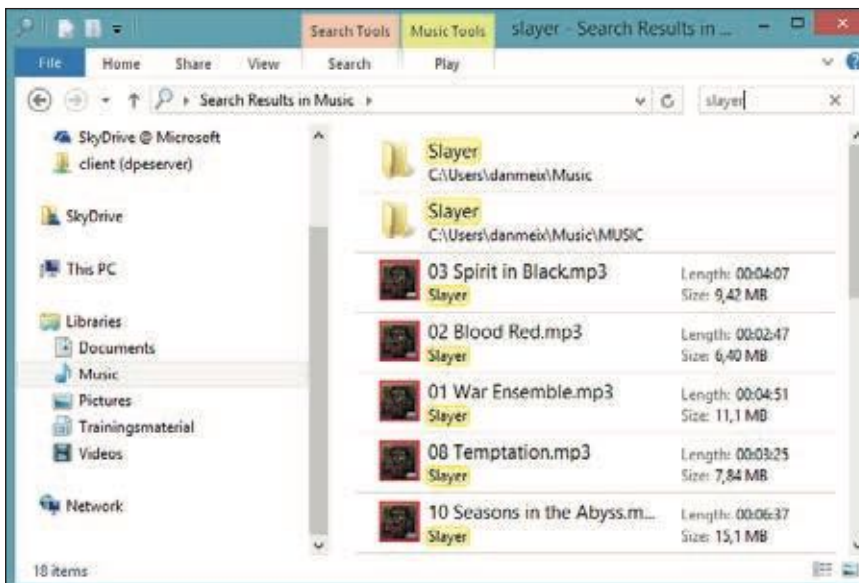 Search Tools
Music Tools
slayer - Search Results in ...
File
Home
Share
View
Search
Play
Search Results in Music
slayer
SkyDrive @ Microsoft
client (dpeserver)
SkyDrive
This PC
Libraries
Documents
Music
Pictures
Trainingsmaterial
Videos
Network
Slayer
C:\Users\danmeix\Music
Slayer
C:\Users\danmeix\Music\MUSIC
03 Spirit in Black.mp3
Length: 00:04:07
Slayer
Size: 9,42 MB
02 Blood Red.mp3
Length: 00:02:47
Slayer
Size: 6,40 MB
01 War Ensemble.mp3
Length: 00:04:51
Slayer
Size: 11,1 MB
08 Temptation.mp3
Length: 00:03:25
Slayer
Size: 7,84 MB
10 Seasons in the Abyss.m...
Length: 00:06:37
Slayer
Size: 15,1 MB
18 items